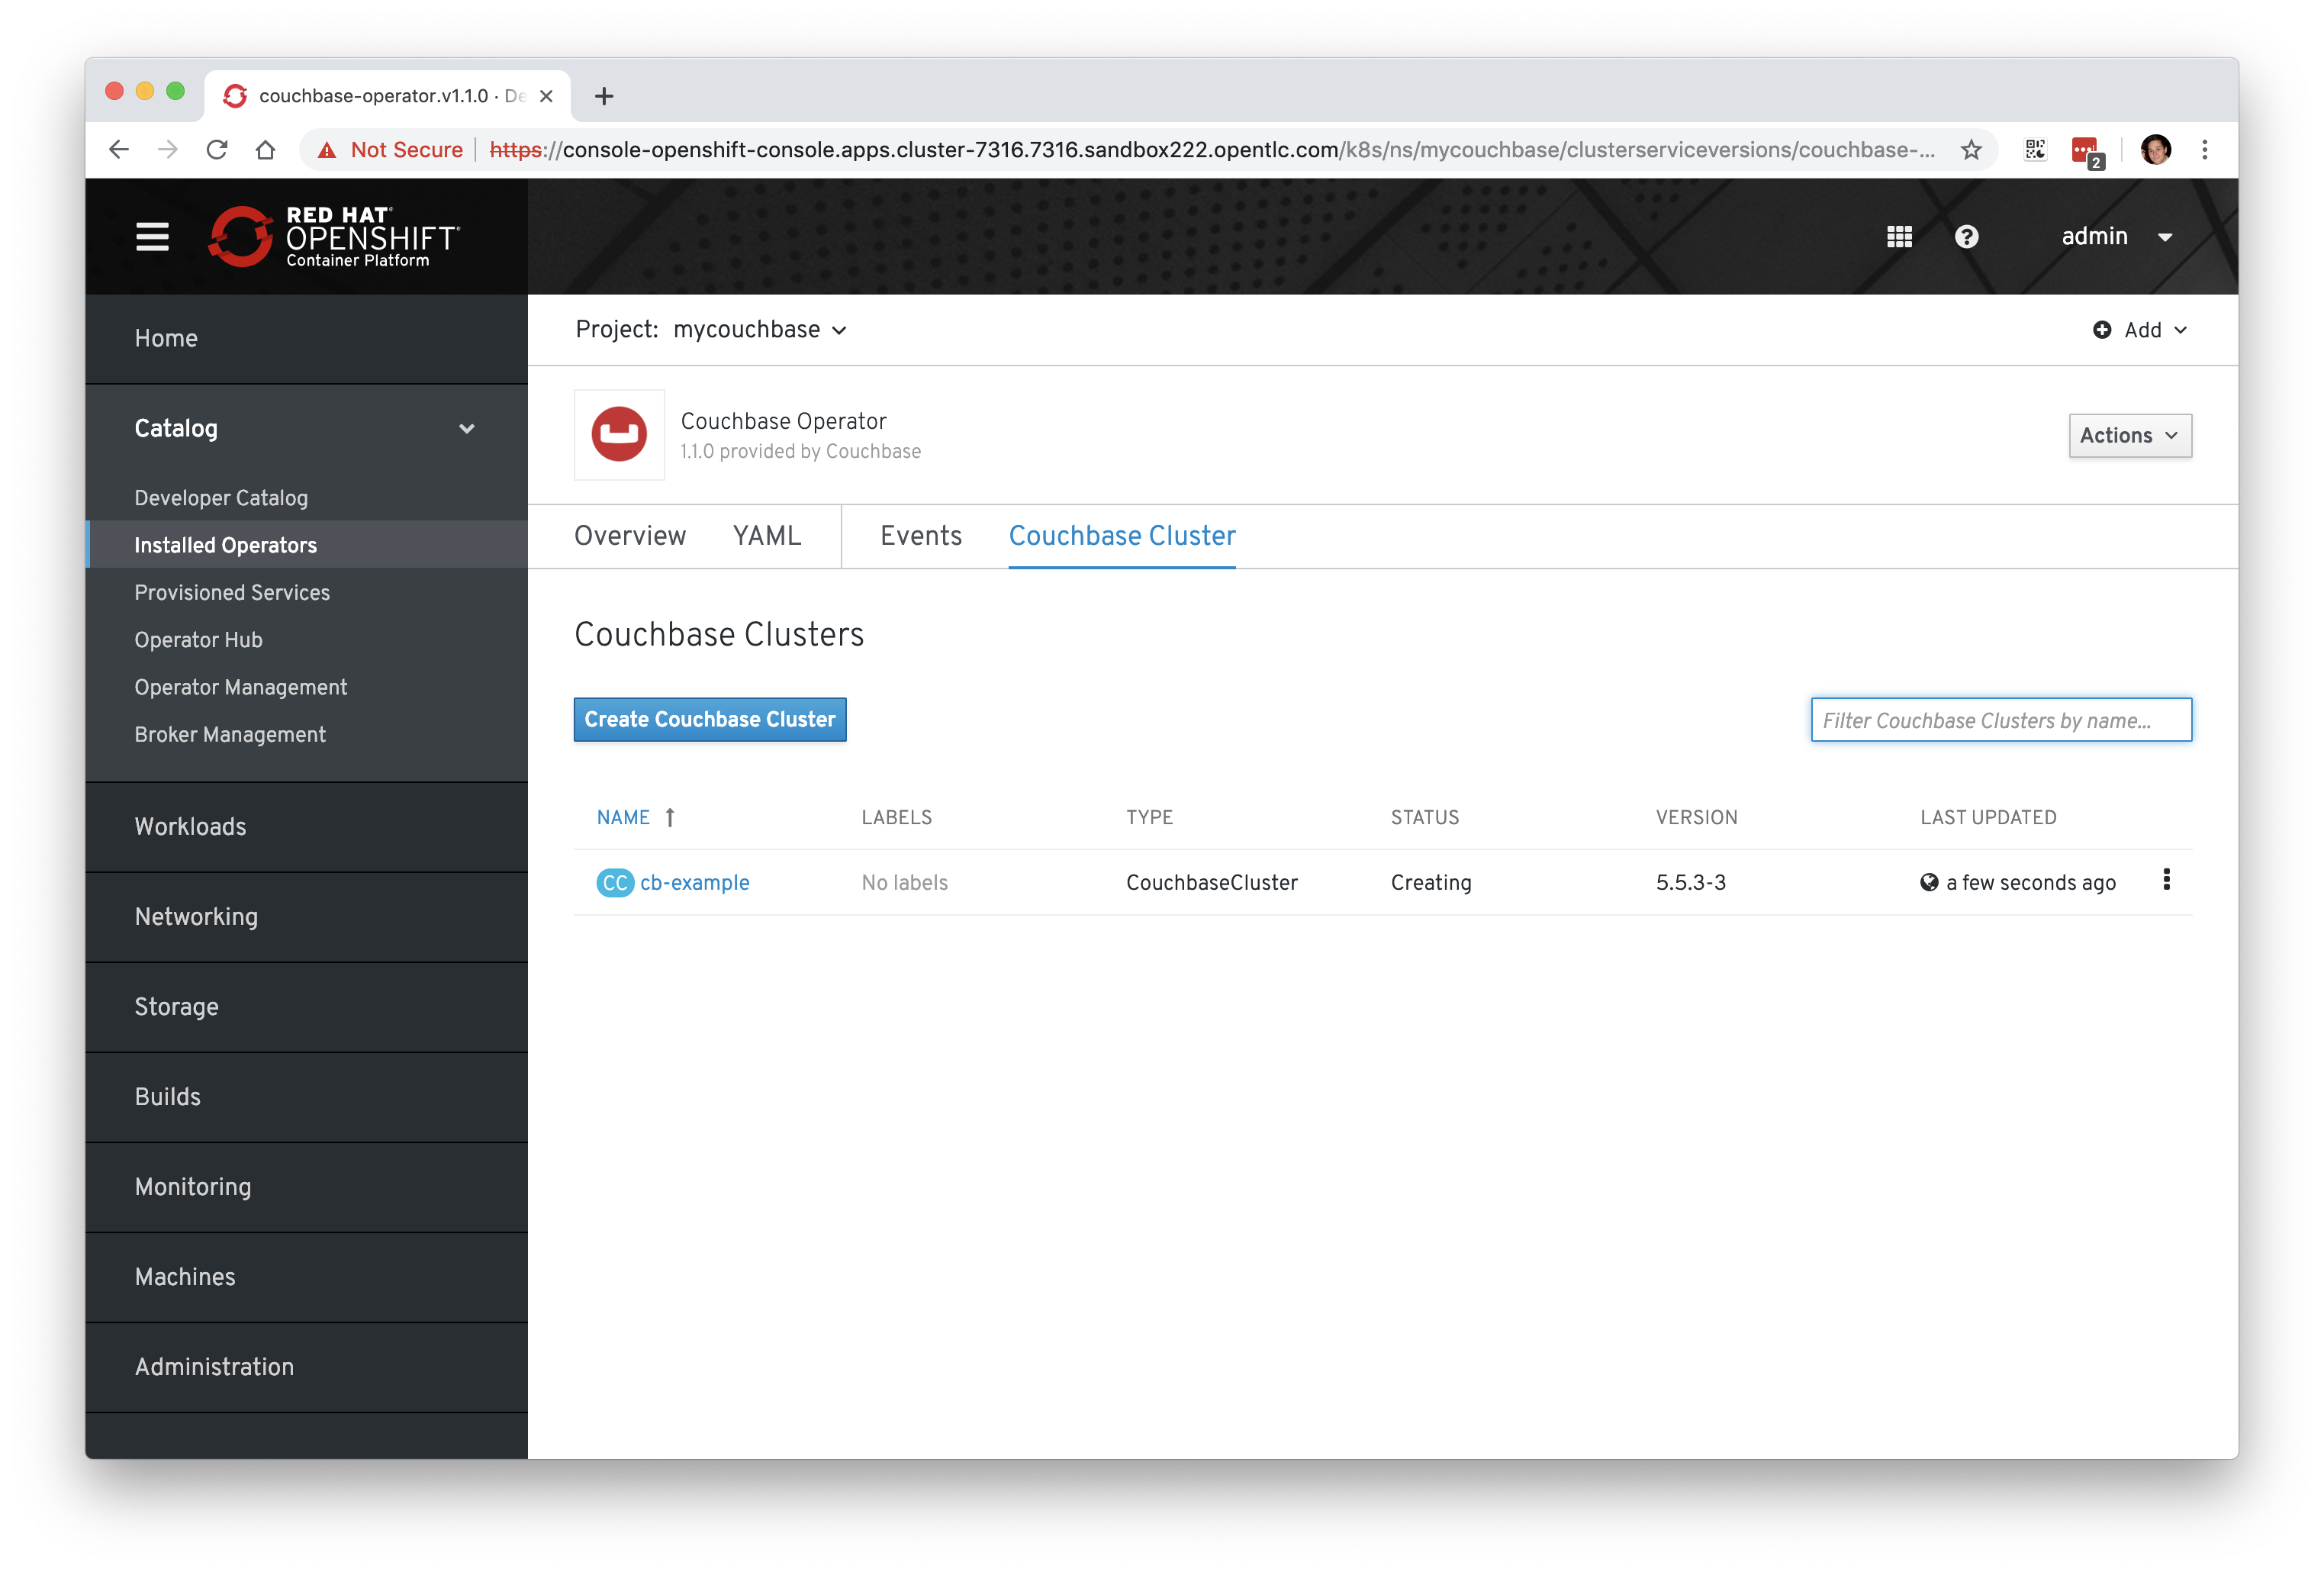 couchbase-operator.v1.1.0 · De
Not Secure https://console-openshift-console.apps.cluster-7316.7316.sandbox222.opentlc.com/k8s/ns/mycouchbase/clusterserviceversions/couchbase-...
2
RED HAT®
OPENSHIFT®
Container Platform
admin
Home
Catalog
Developer Catalog
Installed Operators
Provisioned Services
Operator Hub
Operator Management
Broker Management
Workloads
Networking
Storage
Builds
Monitoring
Machines
Administration
Project: mycouchbase
Add
Couchbase Operator
1.1.0 provided by Couchbase
Actions
Overview YAML Events Couchbase Cluster
Couchbase Clusters
Create Couchbase Cluster
Filter Couchbase Clusters by name...
NAME LABELS TYPE STATUS VERSION LAST UPDATED
CC cb-example No labels CouchbaseCluster Creating 5.5.3-3 a few seconds ago